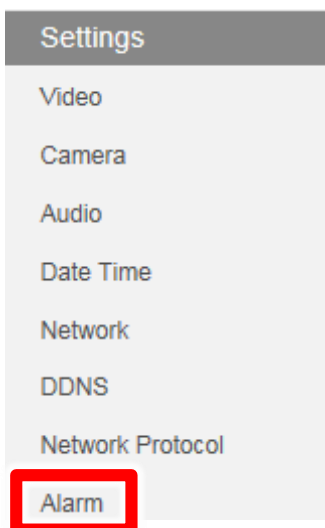 Settings
Video
Camera
Audio
Date Time
Network
DDNS
Network Protocol
Alarm